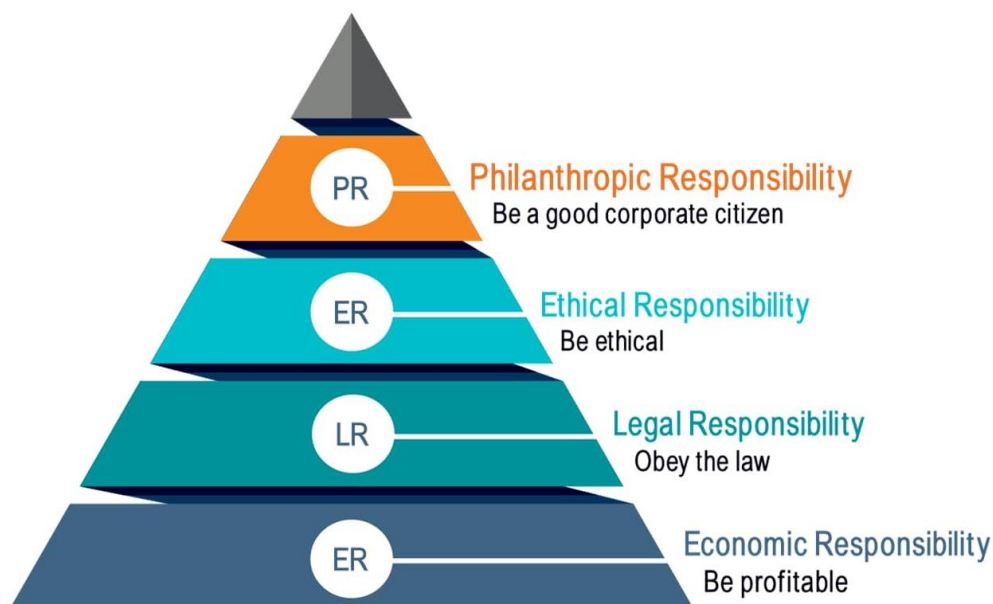 PR
Philanthropic Responsibility
Be a good corporate citizen
ER
Ethical Responsibility
Be ethical
LR
Legal Responsibility
Obey the law
ER
Economic Responsibility
Be profitable